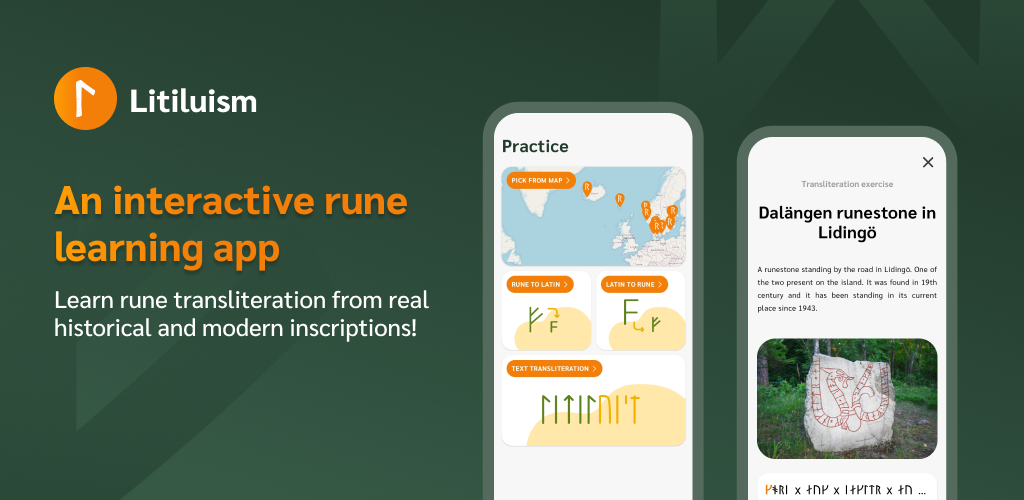 ᛚ
Litiluism
An interactive rune
learning app
Learn rune transliteration from real
historical and modern inscriptions!
Practice
PICK FROM MAP >
RUNE TO LATIN >
ᚠ F
LATIN TO RUNE >
F ᚠ
TEXT TRANSLITERATION >
Transliteration exercise
Dalängen runestone in
Lidingö
A runestone standing by the road in Lidingö. One of
the two present on the island. It was found in 19th
century and it has been standing in its current
place since 1943.